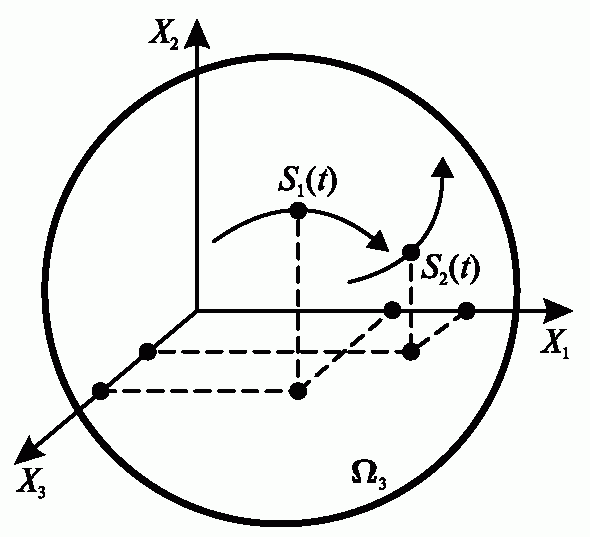 X₂
S₁(t)
S₂(t)
X₁
X₃
Ω₃